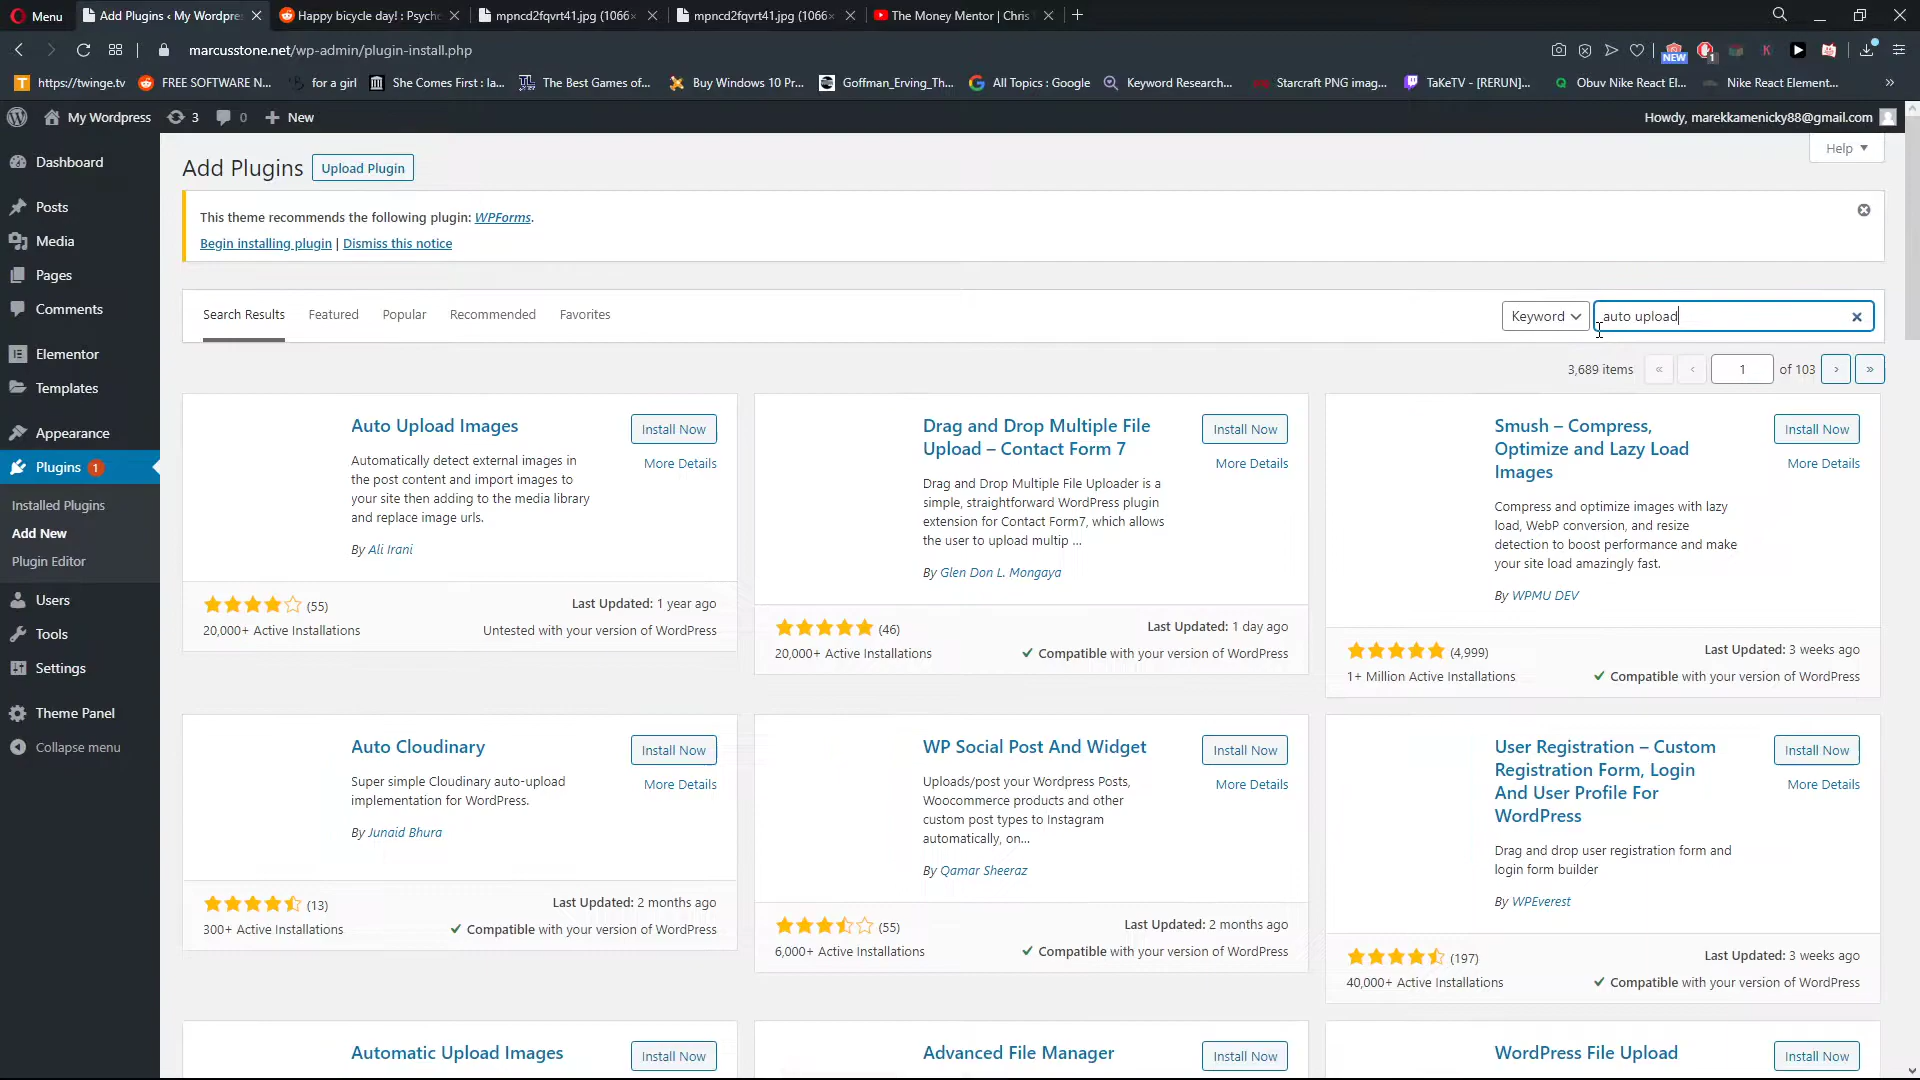 Menu
Add Plugins ‹ My Wordpre
Happy bicycle day! : Psych
mpncd2fqvrt41.jpg (1066×
mpncd2fqvrt41.jpg (1066×
The Money Mentor | Chris
marcusstone.net/wp-admin/plugin-install.php
NEW
1
https://twinge.tv
FREE SOFTWARE N...
for a girl
She Comes First : la...
The Best Games of...
Buy Windows 10 Pr...
Goffman_Erving_Th...
All Topics : Google
Keyword Research...
Starcraft PNG imag...
TaKeTV - [RERUN]...
Obuv Nike React El...
Nike React Element...
My Wordpress
3
0
New
Howdy, marekkamenicky88@gmail.com
Dashboard
Posts
Media
Pages
Comments
Elementor
Templates
Appearance
Plugins 1
Installed Plugins
Add New
Plugin Editor
Users
Tools
Settings
Theme Panel
Collapse menu
Help
Add Plugins
Upload Plugin
This theme recommends the following plugin: WPForms.
Begin installing plugin | Dismiss this notice
Search Results
Featured
Popular
Recommended
Favorites
Keyword
auto upload
3,689 items « ‹ 1 of 103 › »
Auto Upload Images
Install Now
More Details
Automatically detect external images in
the post content and import images to
your site then adding to the media library
and replace image urls.
By Ali Irani
(55)
Last Updated: 1 year ago
20,000+ Active Installations
Untested with your version of WordPress
Drag and Drop Multiple File
Upload – Contact Form 7
Install Now
More Details
Drag and Drop Multiple File Uploader is a
simple, straightforward WordPress plugin
extension for Contact Form7, which allows
the user to upload multip ...
By Glen Don L. Mongaya
(46)
Last Updated: 1 day ago
20,000+ Active Installations
Compatible with your version of WordPress
Smush – Compress,
Optimize and Lazy Load
Images
Install Now
More Details
Compress and optimize images with lazy
load, WebP conversion, and resize
detection to boost performance and make
your site load amazingly fast.
By WPMU DEV
(4,999)
Last Updated: 3 weeks ago
1+ Million Active Installations
Compatible with your version of WordPress
Auto Cloudinary
Install Now
More Details
Super simple Cloudinary auto-upload
implementation for WordPress.
By Junaid Bhura
(13)
Last Updated: 2 months ago
300+ Active Installations
Compatible with your version of WordPress
WP Social Post And Widget
Install Now
More Details
Uploads/post your Wordpress Posts,
Woocommerce products and other
custom post types to Instagram
automatically, on...
By Qamar Sheeraz
(55)
Last Updated: 2 months ago
6,000+ Active Installations
Compatible with your version of WordPress
User Registration – Custom
Registration Form, Login
And User Profile For
WordPress
Install Now
More Details
Drag and drop user registration form and
login form builder
By WPEverest
(197)
Last Updated: 3 weeks ago
40,000+ Active Installations
Compatible with your version of WordPress
Automatic Upload Images
Install Now
Advanced File Manager
Install Now
WordPress File Upload
Install Now